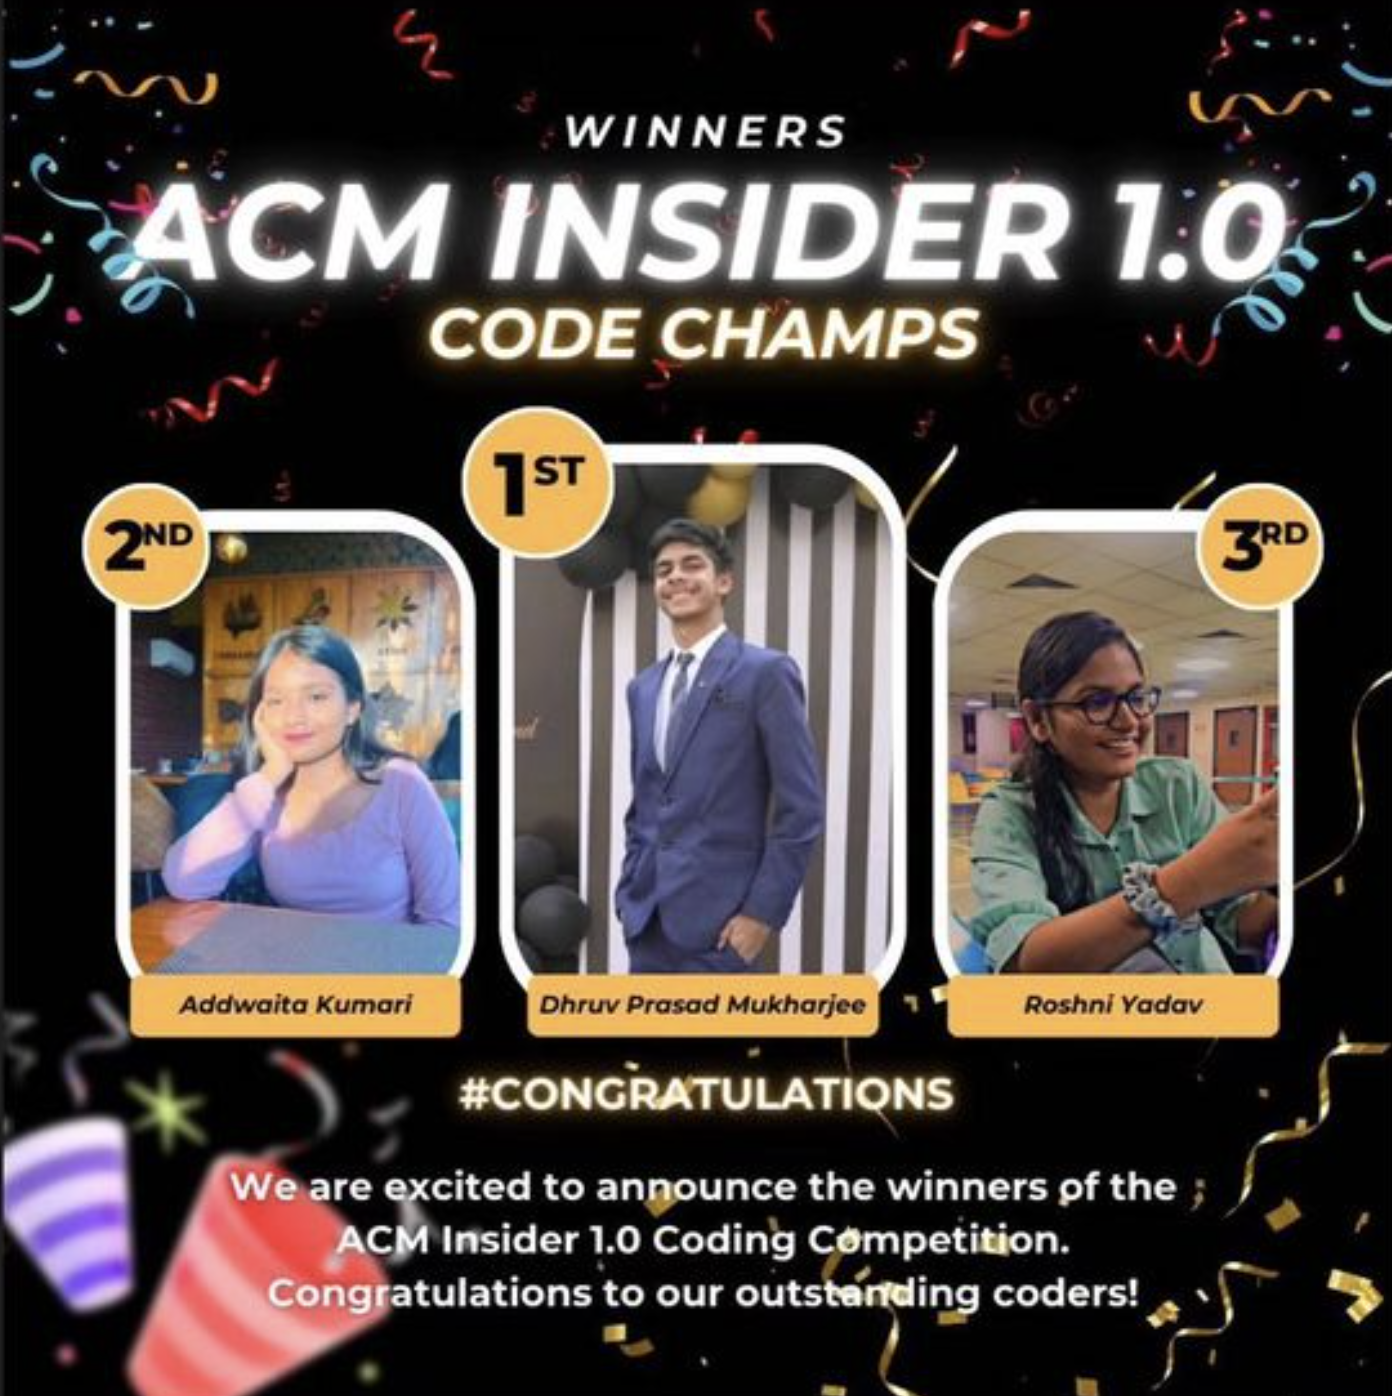 WINNERS
ACM INSIDER 1.0
CODE CHAMPS
2ND
1ST
3RD
Addwaita Kumari
Dhruv Prasad Mukharjee
Roshni Yadav
#CONGRATULATIONS
We are excited to announce the winners of the
ACM Insider 1.0 Coding Competition.
Congratulations to our outstanding coders!